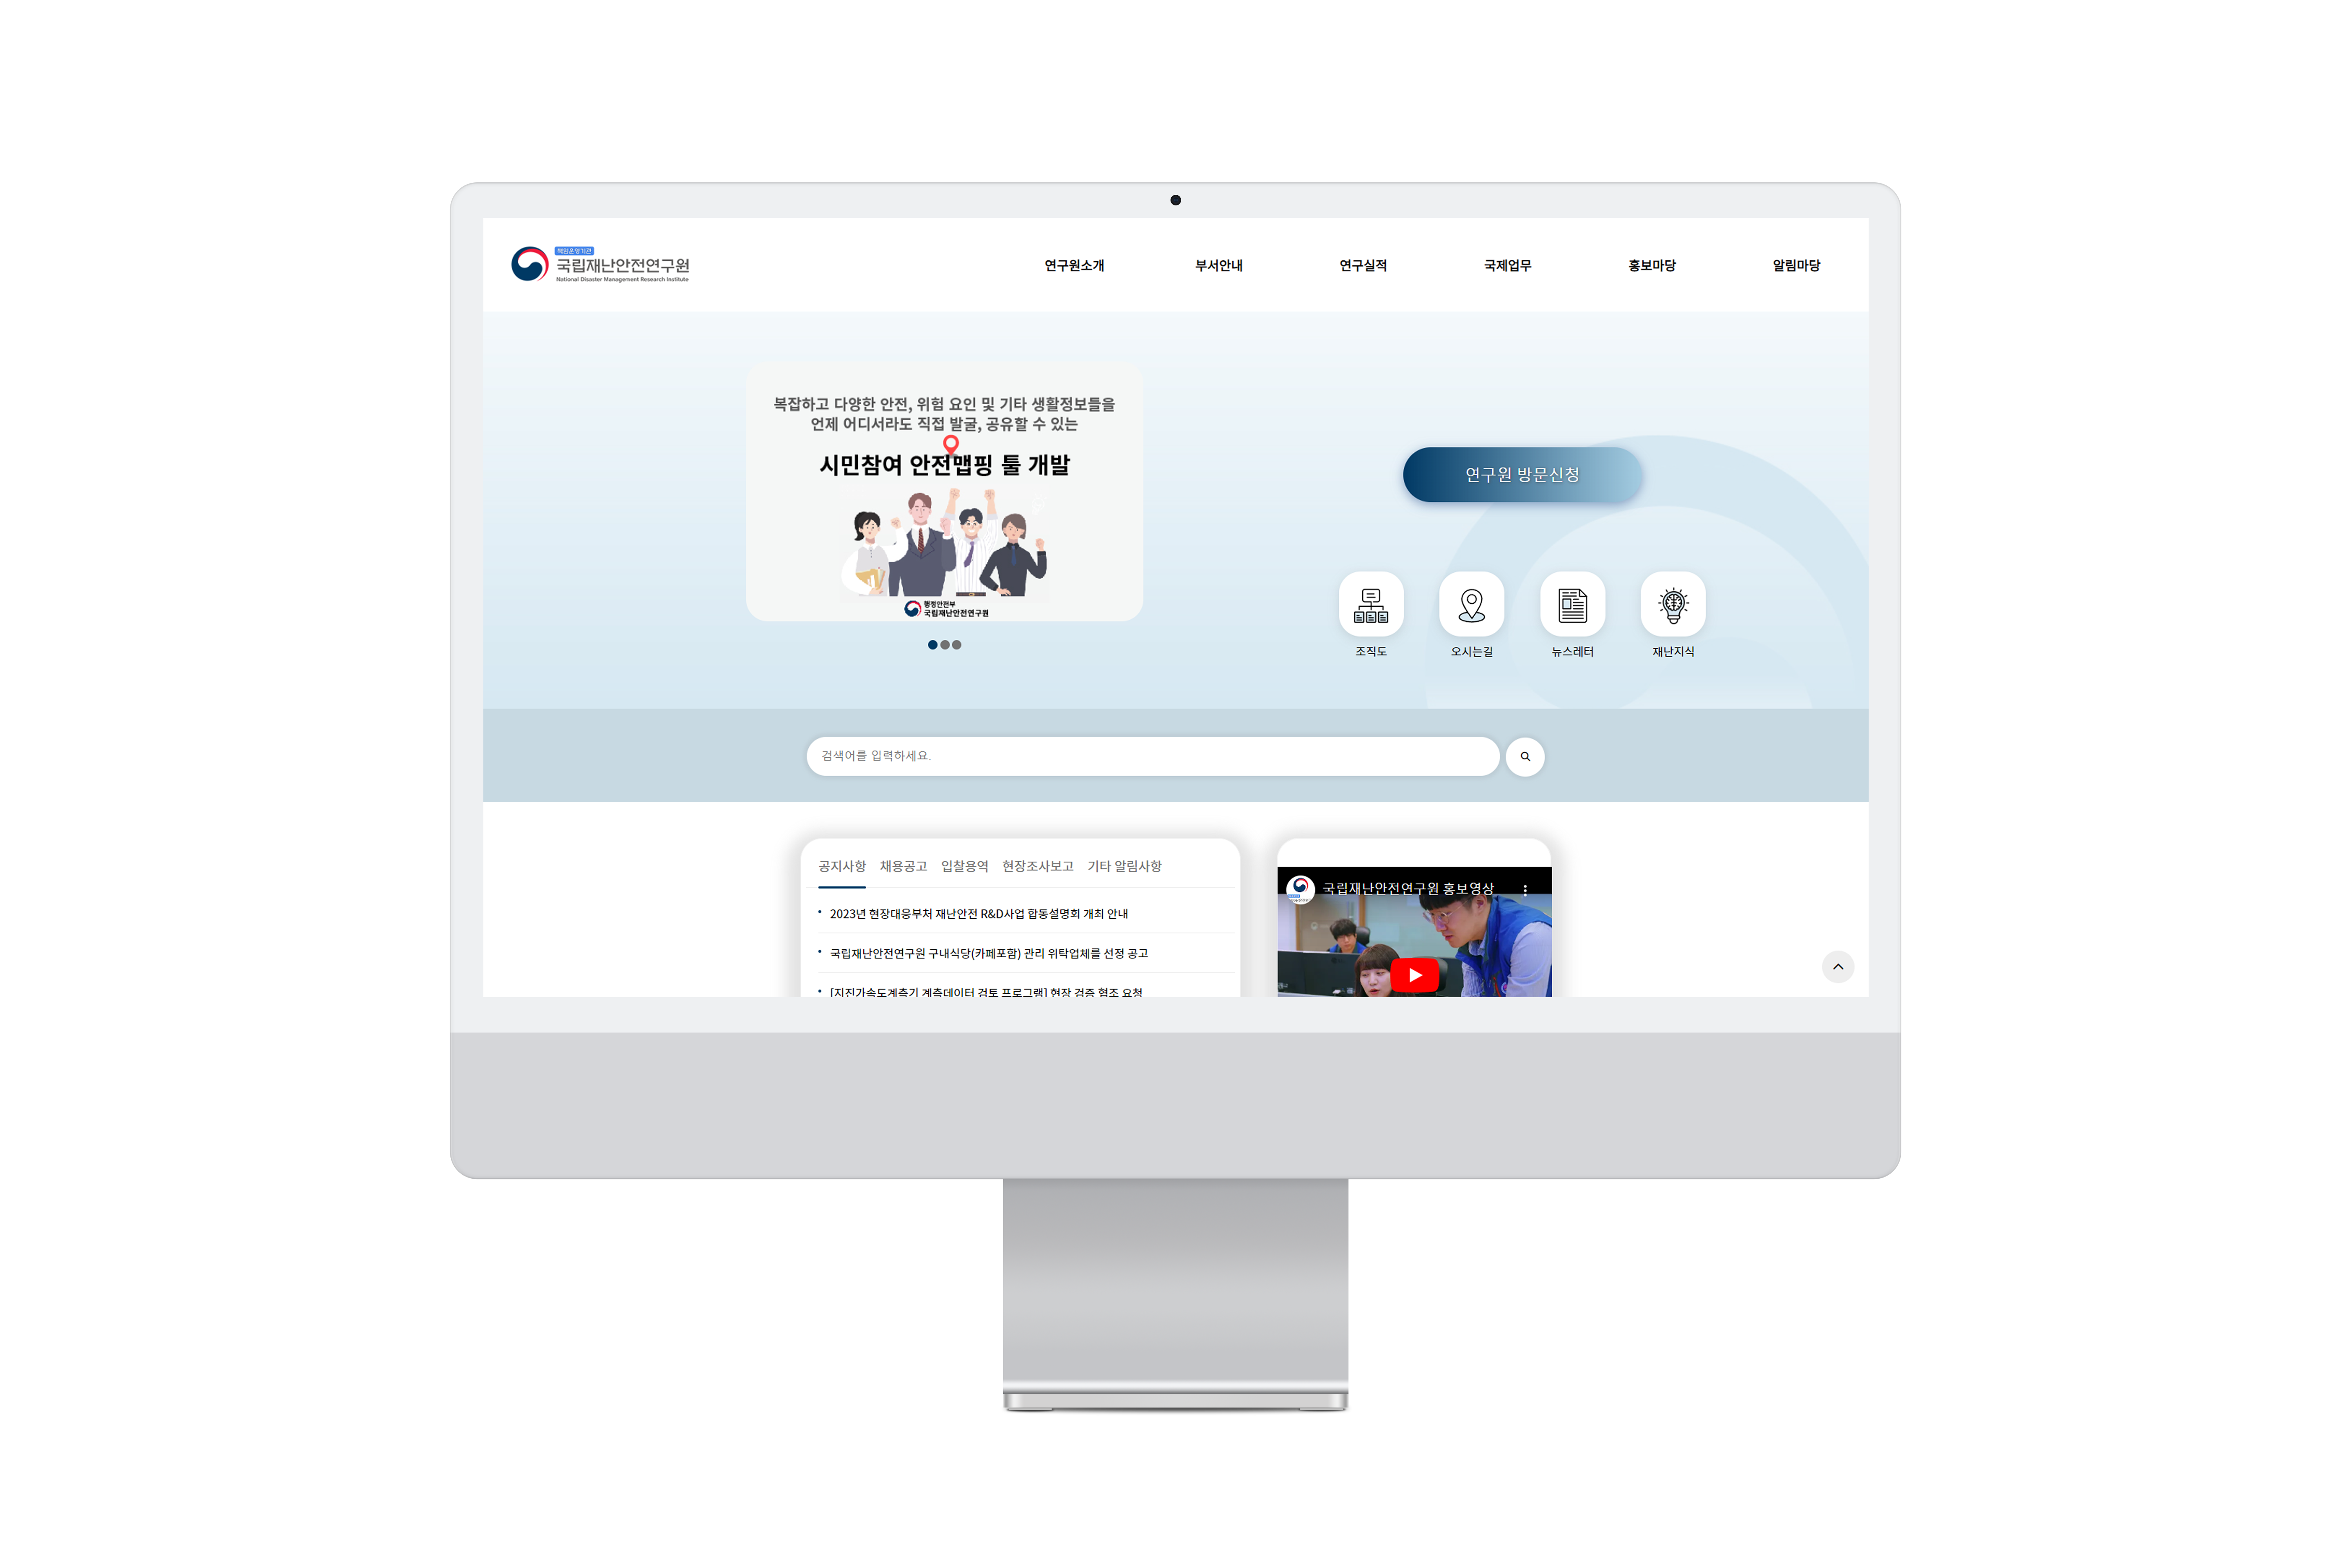 책임운영기관
국립재난안전연구원
National Disaster Management Research Institute
연구원소개 부서안내 연구실적 국제업무 홍보마당 알림마당
복잡하고 다양한 안전, 위험 요인 및 기타 생활정보들을
언제 어디서라도 직접 발굴, 공유할 수 있는
시민참여 안전맵핑 툴 개발
행정안전부
국립재난안전연구원
연구원 방문신청
조직도 오시는길 뉴스레터 재난지식
검색어를 입력하세요.
공지사항 채용공고 입찰용역 현장조사보고 기타 알림사항
2023년 현장대응부처 재난안전 R&D사업 합동설명회 개최 안내
국립재난안전연구원 구내식당(카페포함) 관리 위탁업체를 선정 공고
[지진가속도계측기 계측데이터 검토 프로그램] 현장 검증 협조 요청
국립재난안전연구원 홍보영상